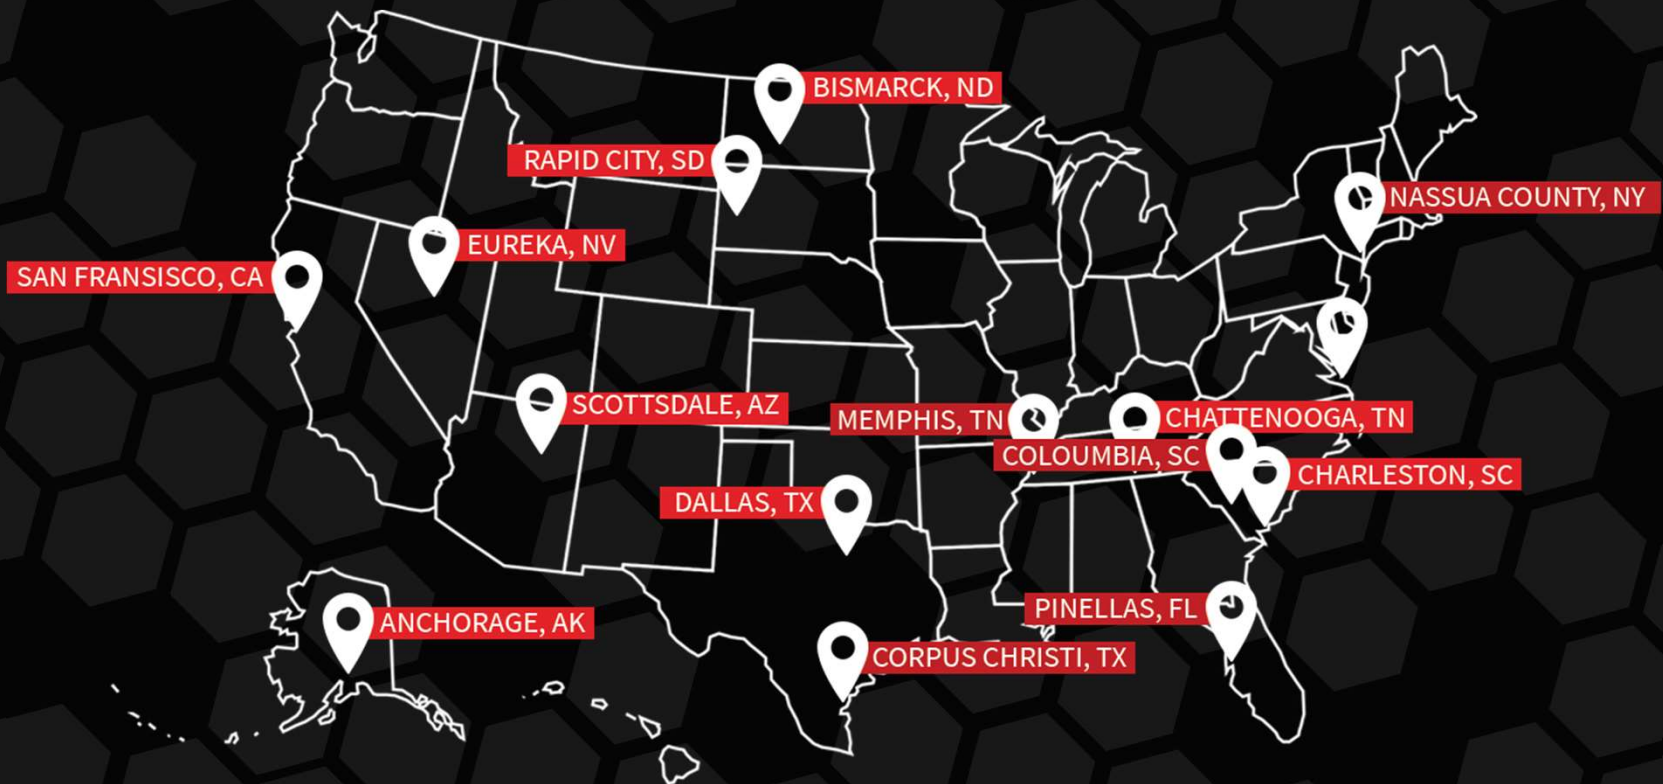 BISMARCK, ND
RAPID CITY, SD
NASSUA COUNTY, NY
EUREKA, NV
SAN FRANSISCO, CA
SCOTTSDALE, AZ
MEMPHIS, TN
CHATTENOOGA, TN
COLOUMBIA, SC
CHARLESTON, SC
DALLAS, TX
PINELLAS, FL
ANCHORAGE, AK
CORPUS CHRISTI, TX